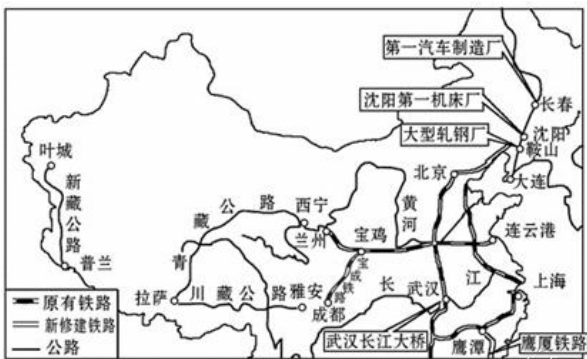 第一汽车制造厂
长春
沈阳第一机床厂
沈阳
大型轧钢厂
鞍山
叶城
北京
大连
新藏公路
青藏公路
西宁
黄河
兰州
宝鸡
连云港
普兰
宝成铁路
长江
上海
拉萨
川藏公路
雅安
武汉
成都
原有铁路
新修建铁路
公路
武汉长江大桥
鹰潭
鹰厦铁路